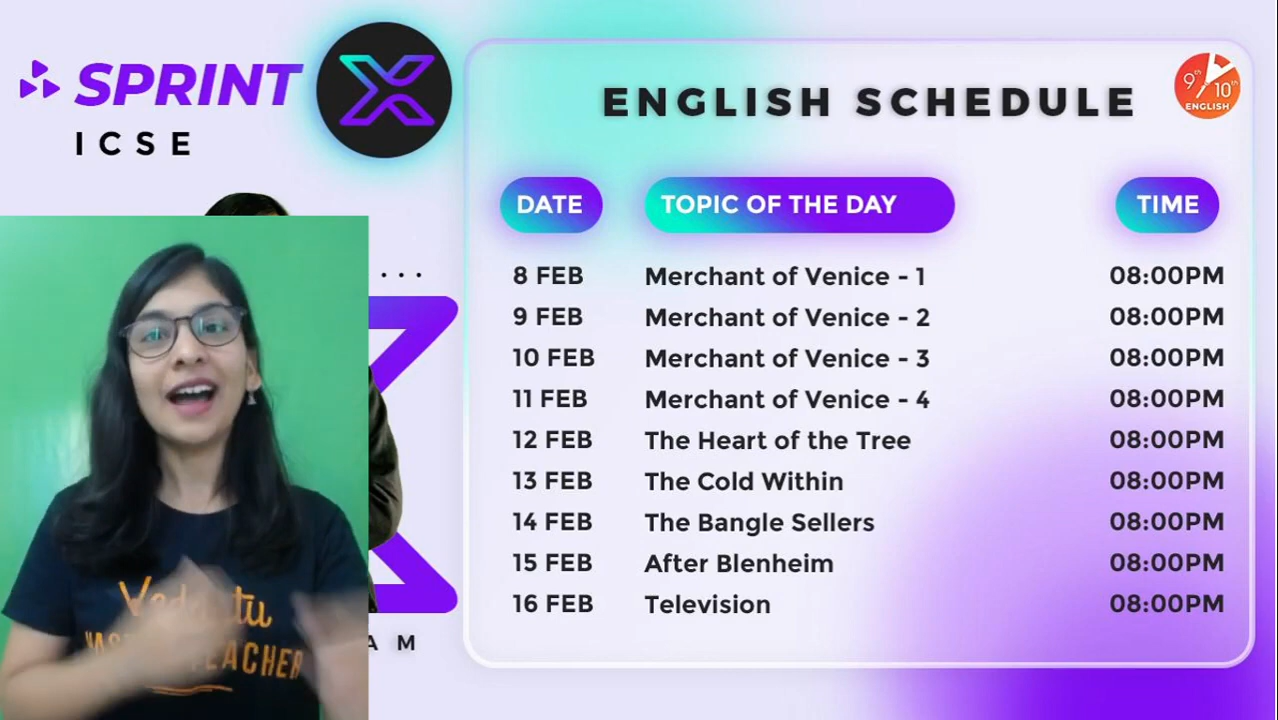 SPRINT
ICSE
ENGLISH SCHEDULE
9th 10th
ENGLISH
DATE TOPIC OF THE DAY TIME
8 FEB Merchant of Venice - 1 08:00PM
9 FEB Merchant of Venice - 2 08:00PM
10 FEB Merchant of Venice - 3 08:00PM
11 FEB Merchant of Venice - 4 08:00PM
12 FEB The Heart of the Tree 08:00PM
13 FEB The Cold Within 08:00PM
14 FEB The Bangle Sellers 08:00PM
15 FEB After Blenheim 08:00PM
16 FEB Television 08:00PM
Vedantu
TEACHER
A M